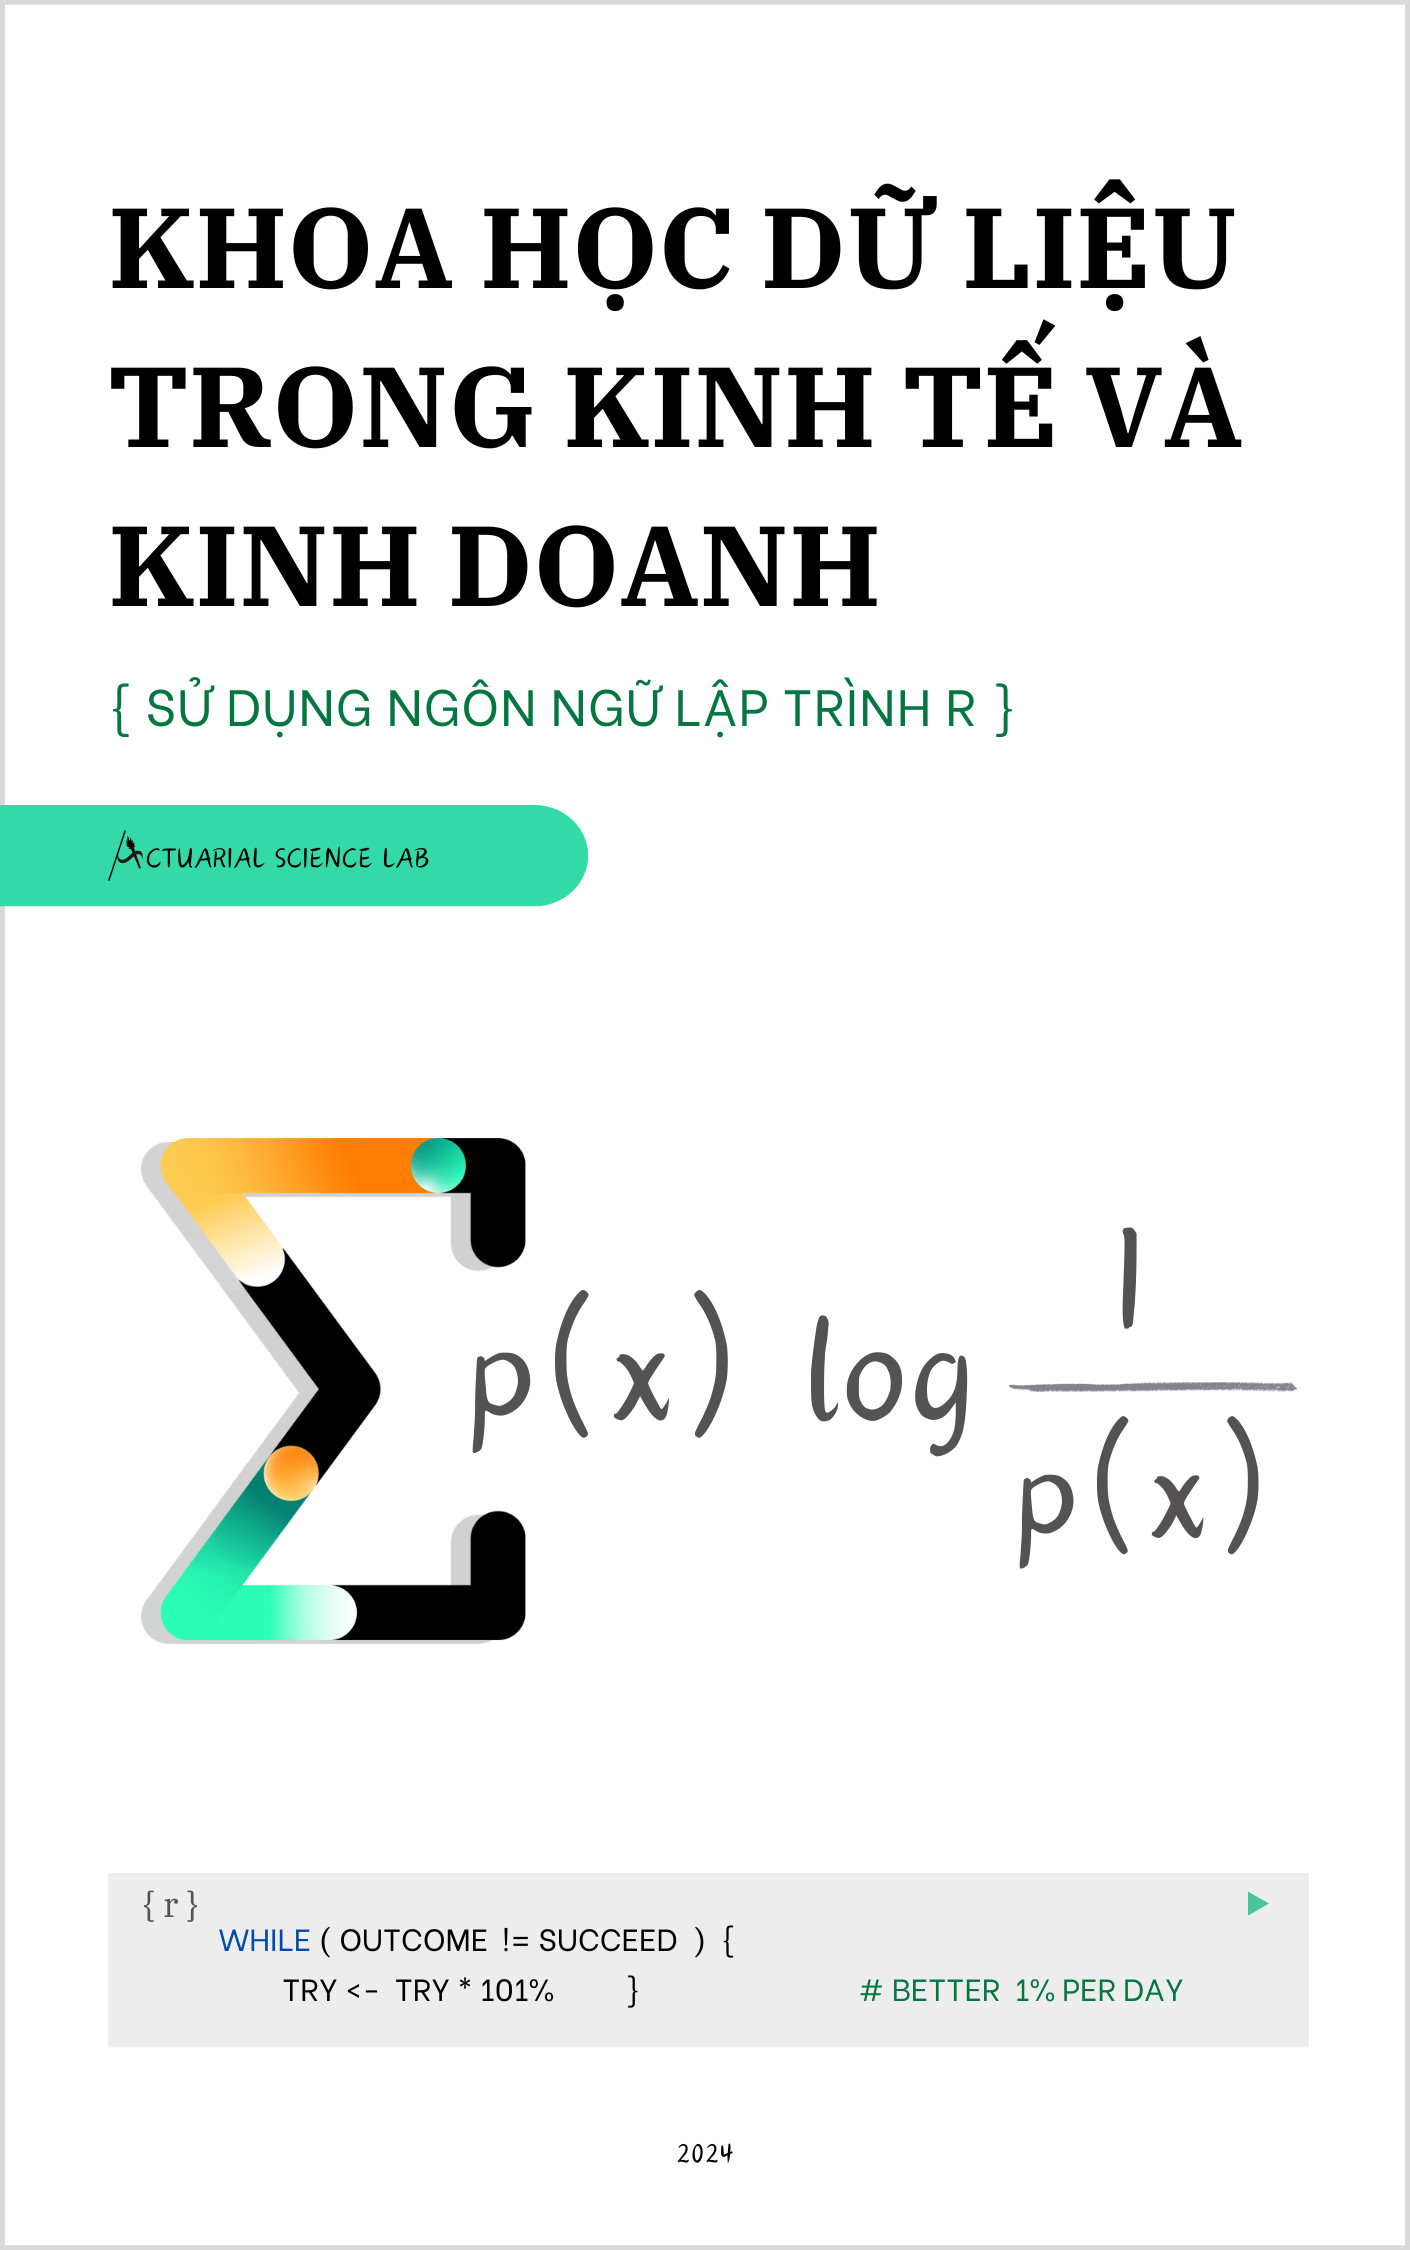 KHOA HỌC DỮ LIỆU
TRONG KINH TẾ VÀ
KINH DOANH
{ SỬ DỤNG NGÔN NGỮ LẬP TRÌNH R }
ACTUARIAL SCIENCE LAB
∑ p(x) log 1
p(x)
{ r }
WHILE ( OUTCOME != SUCCEED ) {
TRY <- TRY * 101% } # BETTER 1% PER DAY
2024